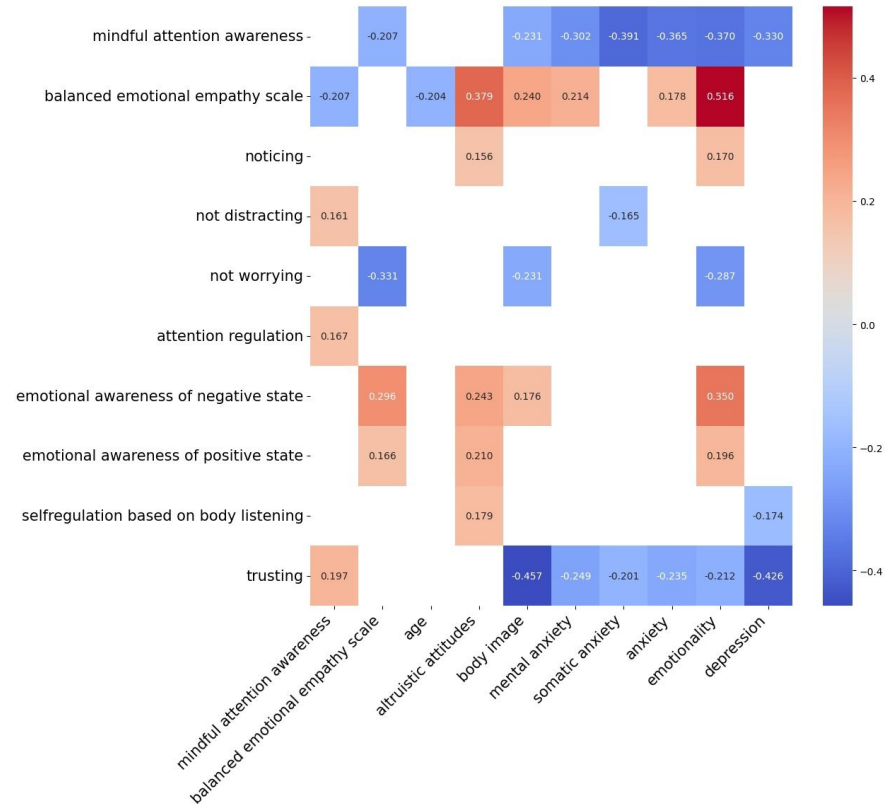 mindful attention awareness
-0.207 -0.231 -0.302 -0.391 -0.365 -0.370 -0.330
balanced emotional empathy scale
-0.207 -0.204 0.379 0.240 0.214 0.178 0.516
noticing
0.156 0.170
not distracting
0.161 -0.165
not worrying
-0.331 -0.231 -0.287
attention regulation
0.167
emotional awareness of negative state
0.296 0.243 0.176 0.350
emotional awareness of positive state
0.166 0.210 0.196
selfregulation based on body listening
0.179 -0.174
trusting
0.197 -0.457 -0.249 -0.201 -0.235 -0.212 -0.426
mindful attention awareness
balanced emotional empathy scale
age
altruistic attitudes
body image
mental anxiety
somatic anxiety
anxiety
emotionality
depression
0.4
0.2
0.0
−0.2
−0.4